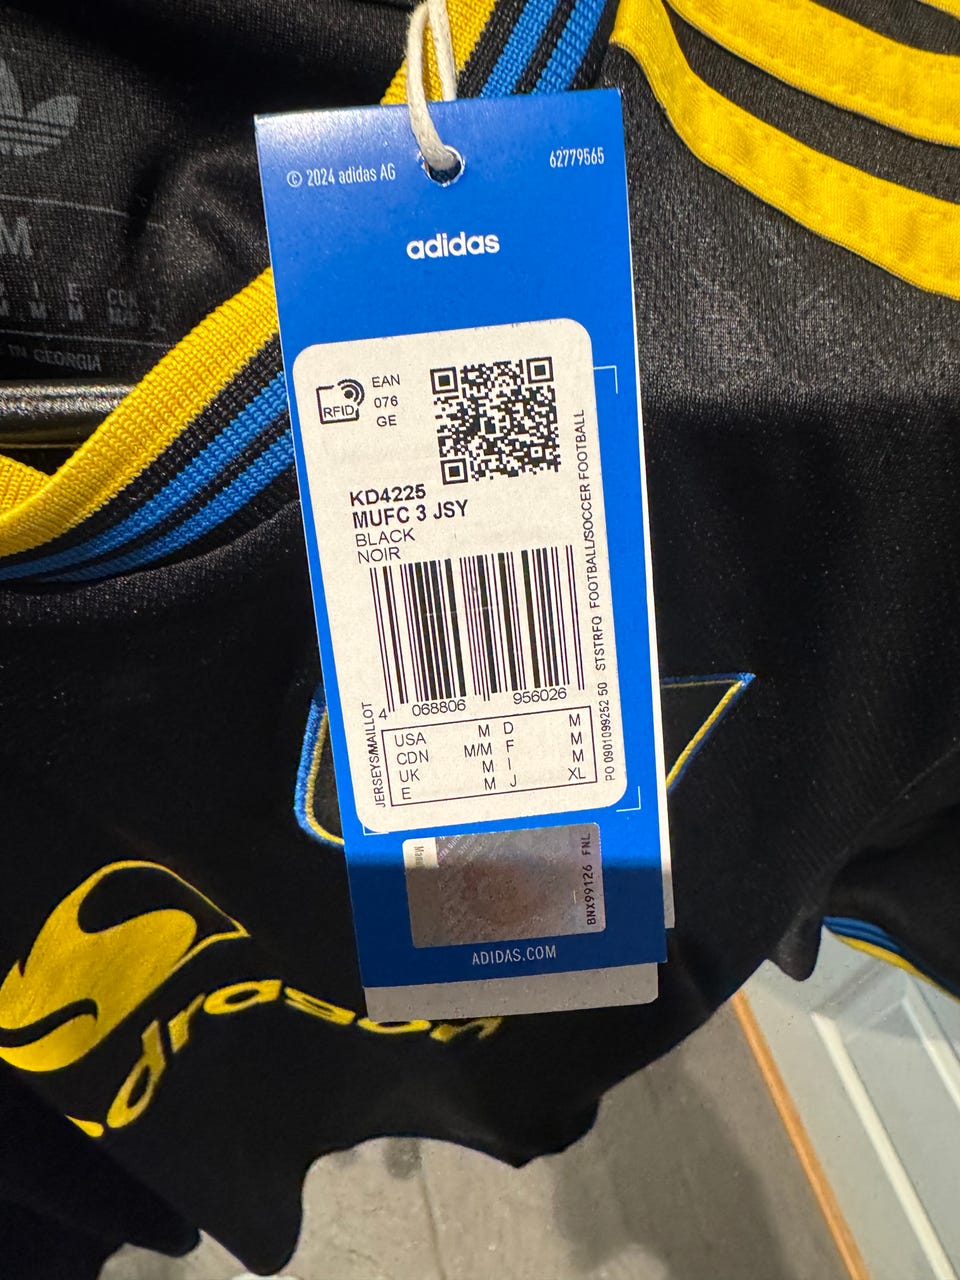 © 2024 adidas AG
62779565
adidas
RFID
EAN
076
GE
KD4225
MUFC 3 JSY
BLACK
NOIR
4 068806 956026
USA M D M
CDN M/M F M
UK M I M
E M J XL
JERSEYS/MAILLOT
PO 0901099252 50 STSTRFQ FOOTBALL/SOCCER FOOTBALL
BNX99126 FNL
ADIDAS.COM
M
I E
M M
IN GEORGIA